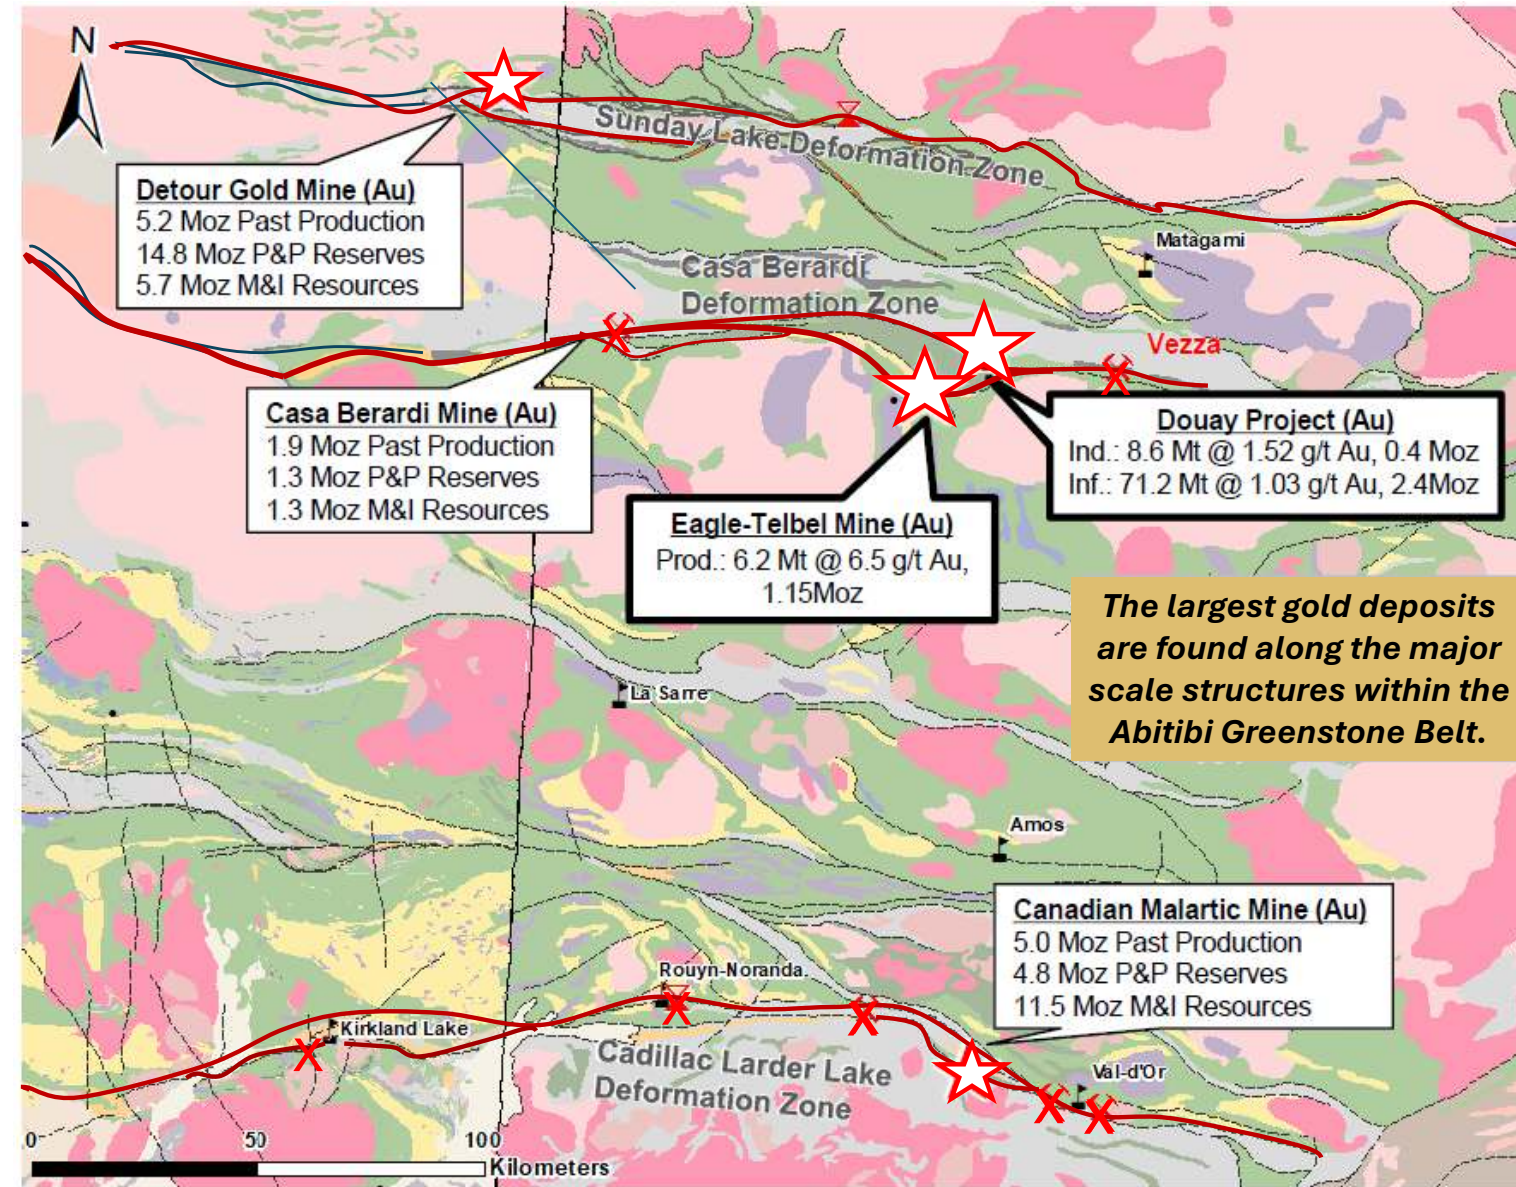 N
Sunday Lake Deformation Zone
Detour Gold Mine (Au)
5.2 Moz Past Production
14.8 Moz P&P Reserves
5.7 Moz M&I Resources
Matagami
Casa Berardi
Deformation Zone
Vezza
Casa Berardi Mine (Au)
1.9 Moz Past Production
1.3 Moz P&P Reserves
1.3 Moz M&I Resources
Douay Project (Au)
Ind.: 8.6 Mt @ 1.52 g/t Au, 0.4 Moz
Inf.: 71.2 Mt @ 1.03 g/t Au, 2.4Moz
Eagle-Telbel Mine (Au)
Prod.: 6.2 Mt @ 6.5 g/t Au,
1.15Moz
The largest gold deposits
are found along the major
scale structures within the
Abitibi Greenstone Belt.
La Sarre
Amos
Canadian Malartic Mine (Au)
5.0 Moz Past Production
4.8 Moz P&P Reserves
11.5 Moz M&I Resources
Rouyn-Noranda
Kirkland Lake
Cadillac Larder Lake
Deformation Zone
Val-d'Or
0 50 100
Kilometers